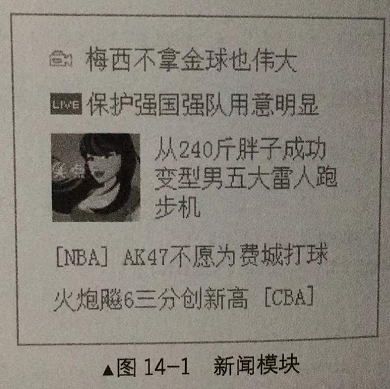 梅西不拿金球也伟大
LIVE 保护强国强队用意明显
从240斤胖子成功
变型男五大雷人跑
步机
[NBA] AK47不愿为费城打球
火炮飚6三分创新高 [CBA]
▲图 14-1 新闻模块